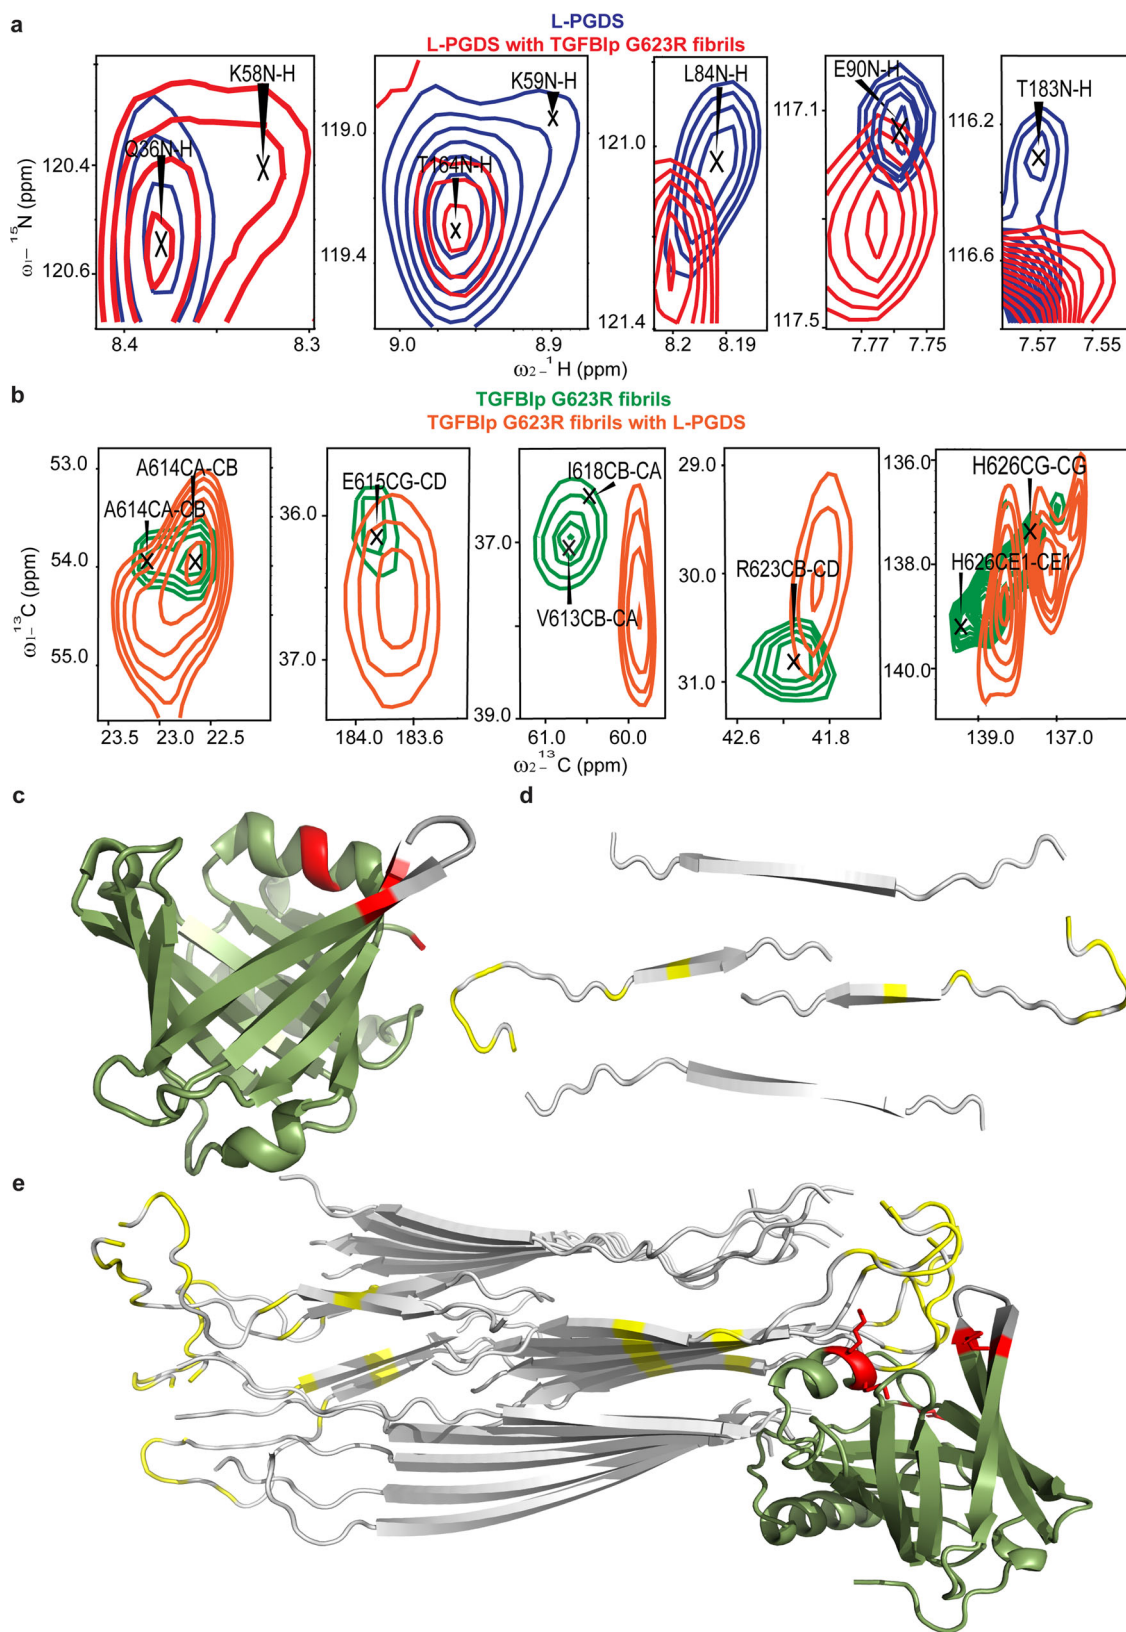 a
L-PGDS
L-PGDS with TGFBIp G623R fibrils
K58N-H
Q36N-H
120.4
120.6
8.4
8.3
K59N-H
T164N-H
119.0
119.4
9.0
8.9
L84N-H
121.0
121.4
8.2
8.19
E90N-H
117.1
117.5
7.77
7.75
T183N-H
116.2
116.6
7.57
7.55
ω1– ¹⁵N (ppm)
ω2–¹H (ppm)
b
TGFBIp G623R fibrils
TGFBIp G623R fibrils with L-PGDS
A614CA-CB
A614CA-CB
53.0
54.0
55.0
23.5
23.0
22.5
E615CG-CD
36.0
37.0
184.0
183.6
I618CB-CA
V613CB-CA
37.0
39.0
61.0
60.0
R623CB-CD
29.0
30.0
31.0
42.6
41.8
H626CG-CG
H626CE1-CE1
136.0
138.0
140.0
139.0
137.0
ω1–¹³C (ppm)
ω2–¹³C (ppm)
c
d
e